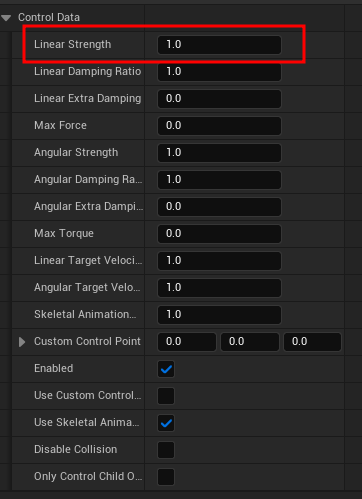 Control Data
Linear Strength 1.0
Linear Damping Ratio 1.0
Linear Extra Damping 0.0
Max Force 0.0
Angular Strength 1.0
Angular Damping Ra... 1.0
Angular Extra Dampi... 0.0
Max Torque 0.0
Linear Target Veloci... 1.0
Angular Target Velo... 1.0
Skeletal Animation... 1.0
Custom Control Point 0.0 0.0 0.0
Enabled
Use Custom Control...
Use Skeletal Anima...
Disable Collision
Only Control Child O...